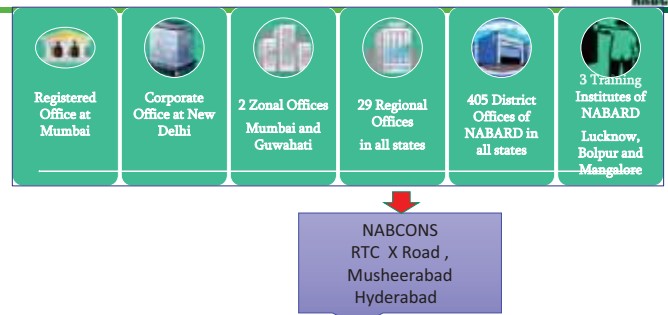 Registered
Office at
Mumbai
Corporate
Office at New
Delhi
2 Zonal Offices
Mumbai and
Guwahati
29 Regional
Offices
in all states
405 District
Offices of
NABARD in
all states
3 Training
Institutes of
NABARD
Lucknow,
Bolpur and
Mangalore
NABCONS
RTC X Road ,
Musheerabad
Hyderabad